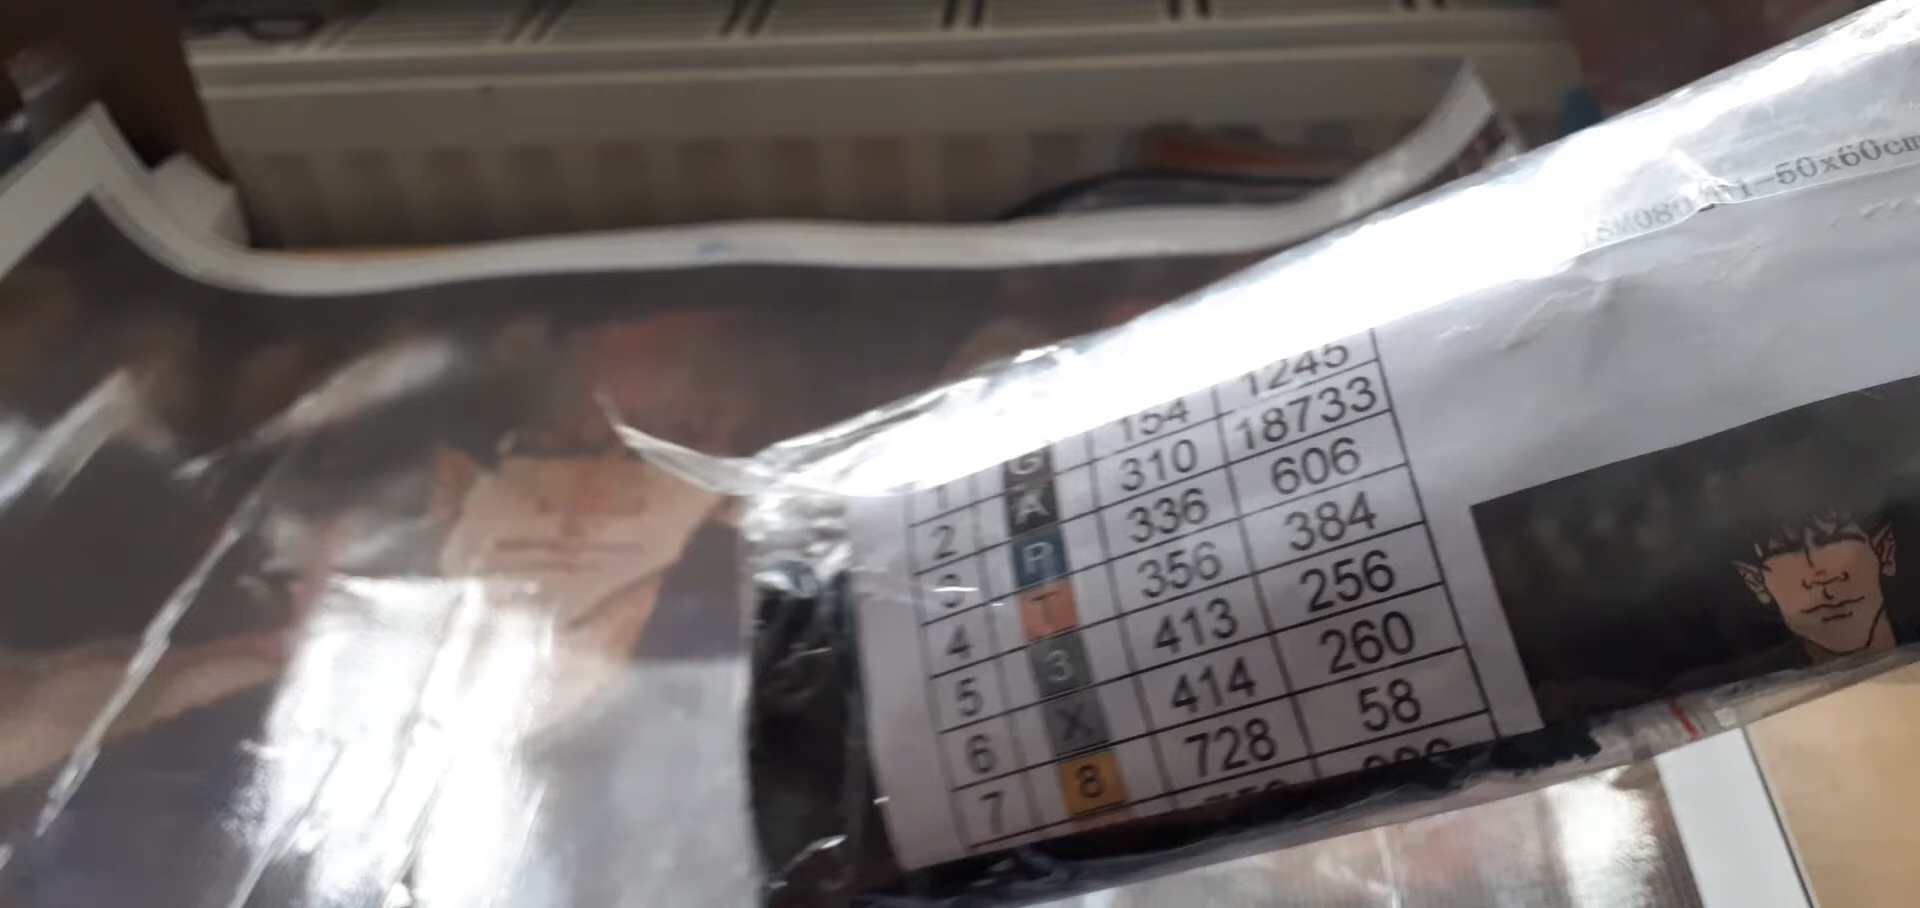 50x60cm
1 G 154 1245
2 A 310 18733
3 R 336 606
4 T 356 384
5 3 413 256
6 X 414 260
7 8 728 58